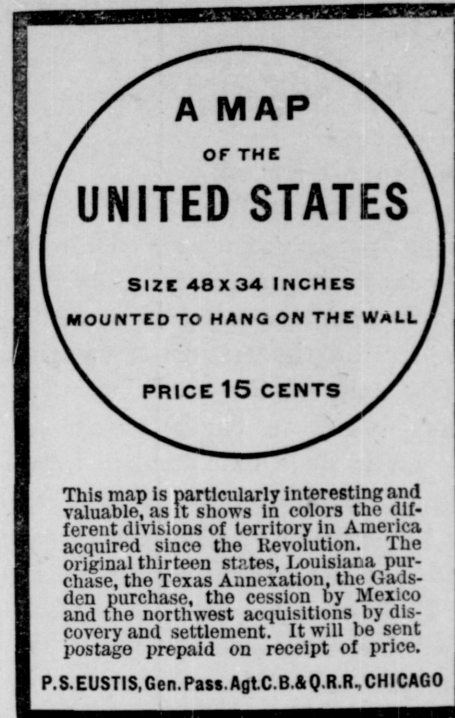 A MAP
OF THE
UNITED STATES
SIZE 48X34 INCHES
MOUNTED TO HANG ON THE WALL
PRICE 15 CENTS
This map is particularly interesting and
valuable, as it shows in colors the dif-
ferent divisions of territory in America
acquired since the Revolution. The
original thirteen states, Louisiana pur-
chase, the Texas Annexation, the Gads-
den purchase, the cession by Mexico
and the northwest acquisitions by dis-
covery and settlement. It will be sent
postage prepaid on receipt of price.
P.S. EUSTIS, Gen. Pass. Agt. C. B. & Q. R. R., CHICAGO